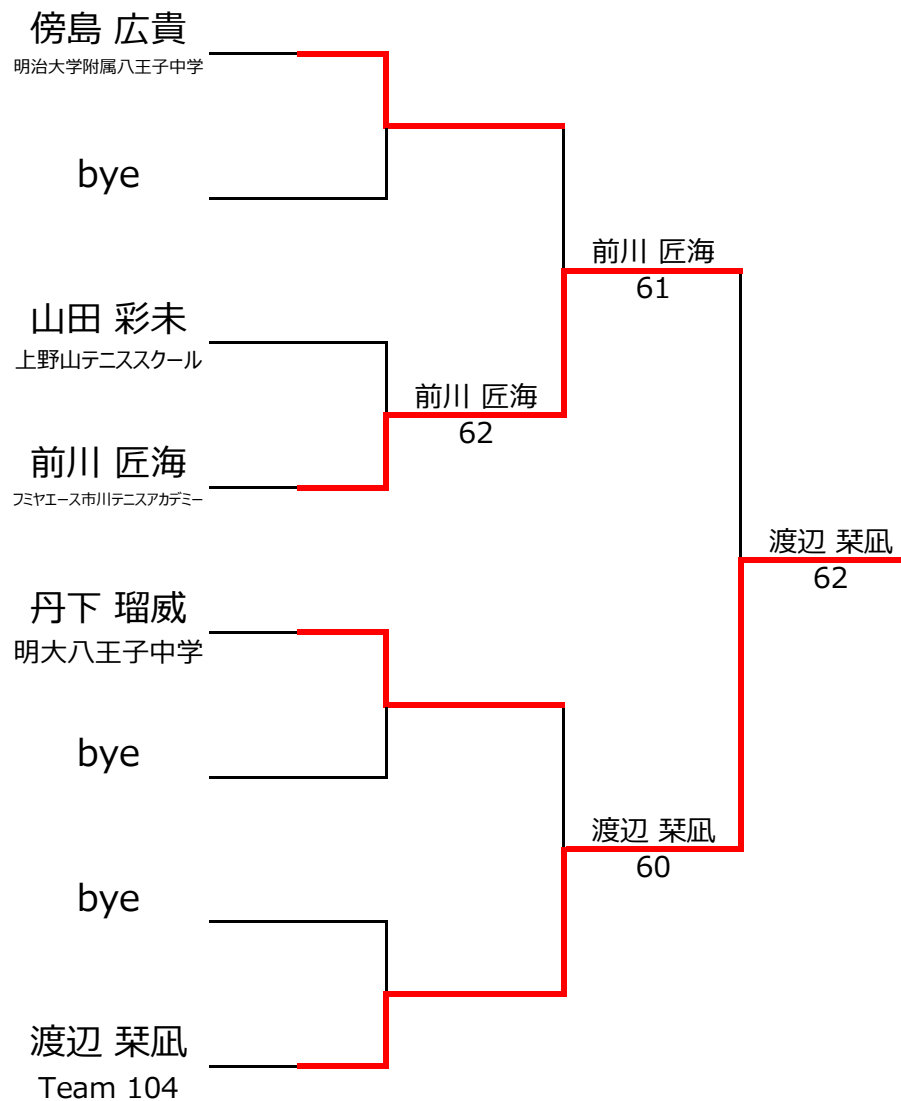 傍島 広貴
明治大学附属八王子中学
bye
山田 彩未
上野山テニススクール
前川 匠海
フミヤエース市川テニスアカデミー
丹下 瑠威
明大八王子中学
bye
bye
渡辺 栞凪
Team 104
前川 匠海
62
前川 匠海
61
渡辺 栞凪
60
渡辺 栞凪
62